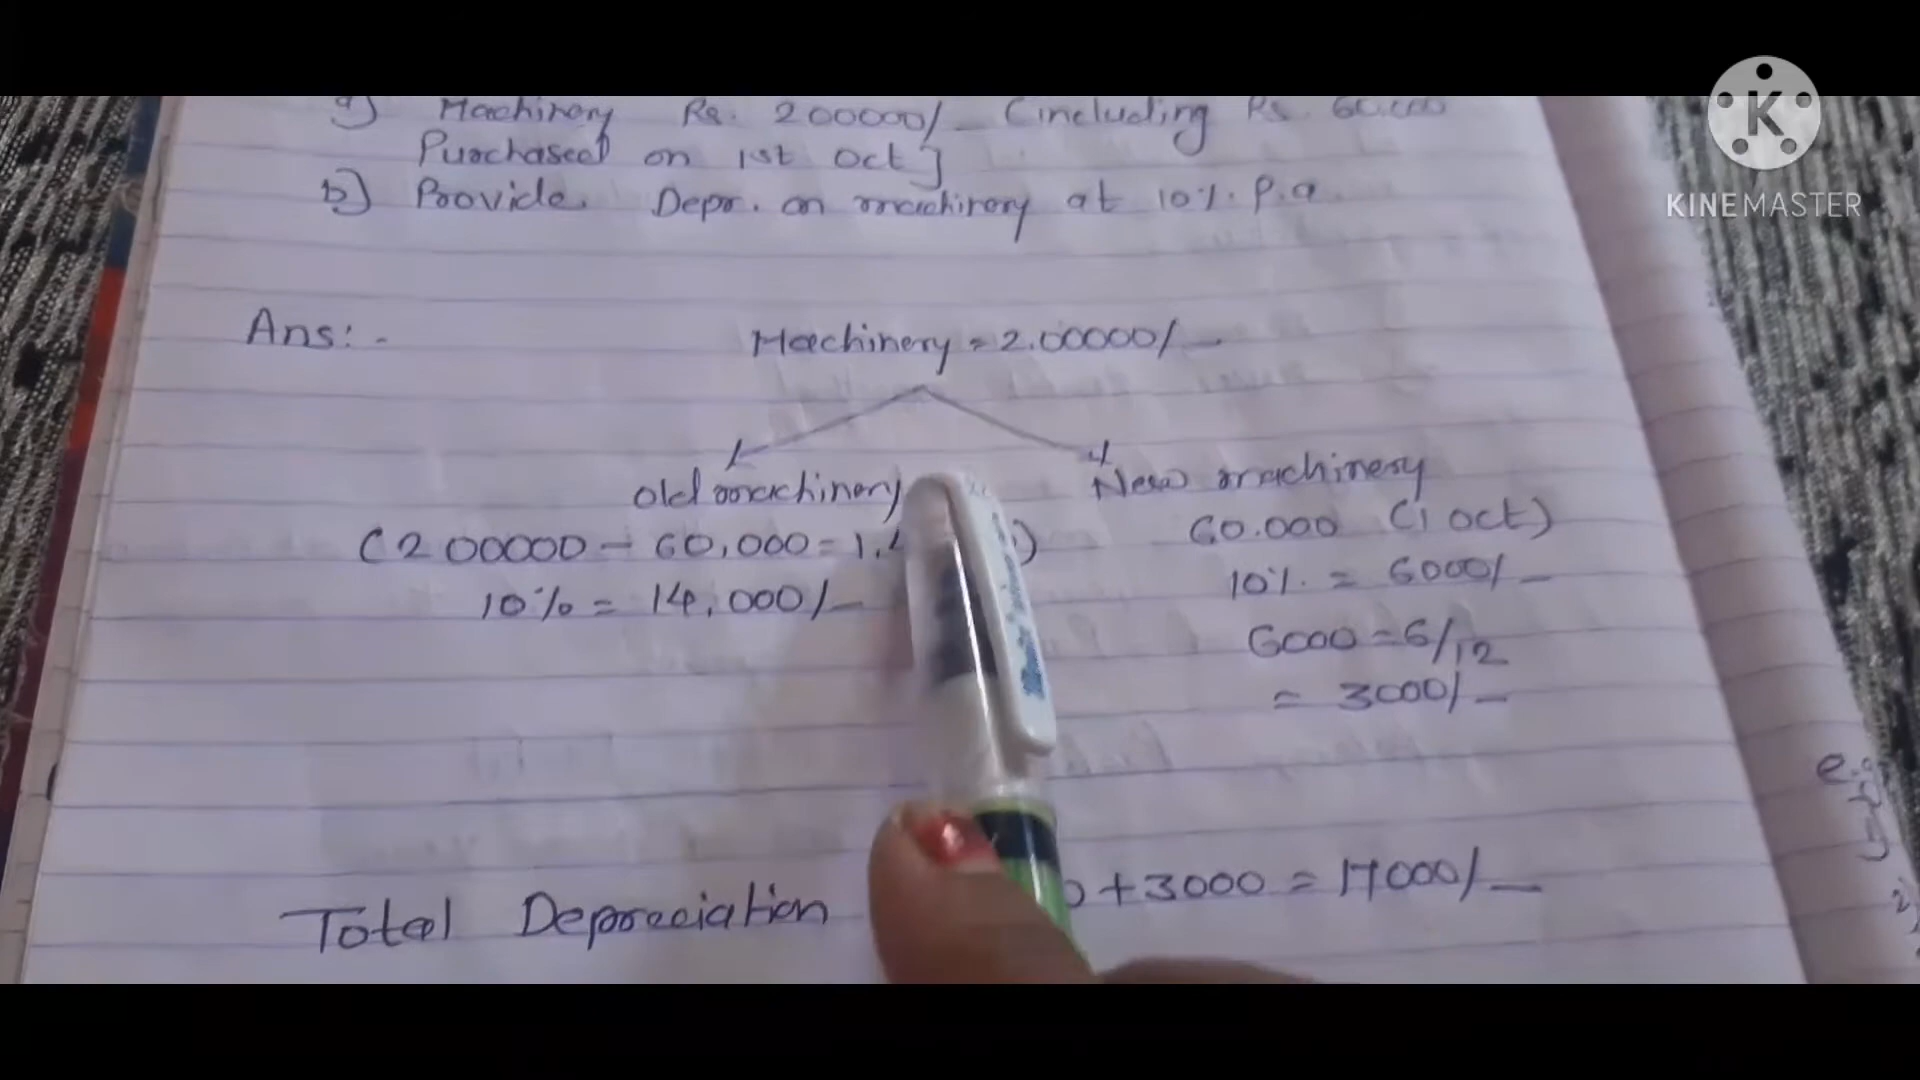 a) Machinery Rs. 200000/- (including Rs. 60.000
Purchased on 1st Oct]
b) Provide. Depr. on machinery at 10%. P.a.
Ans:- Machinery = 2.00000/-
Old machinery New machinery
(200000 - 60,000 = 1, ) 60.000 (1 Oct)
10% = 14,000/- 10%. = 6000/-
6000 = 6/12
= 3000/-
Total Depreciation + 3000 = 17000/-
e.g
KINEMASTER